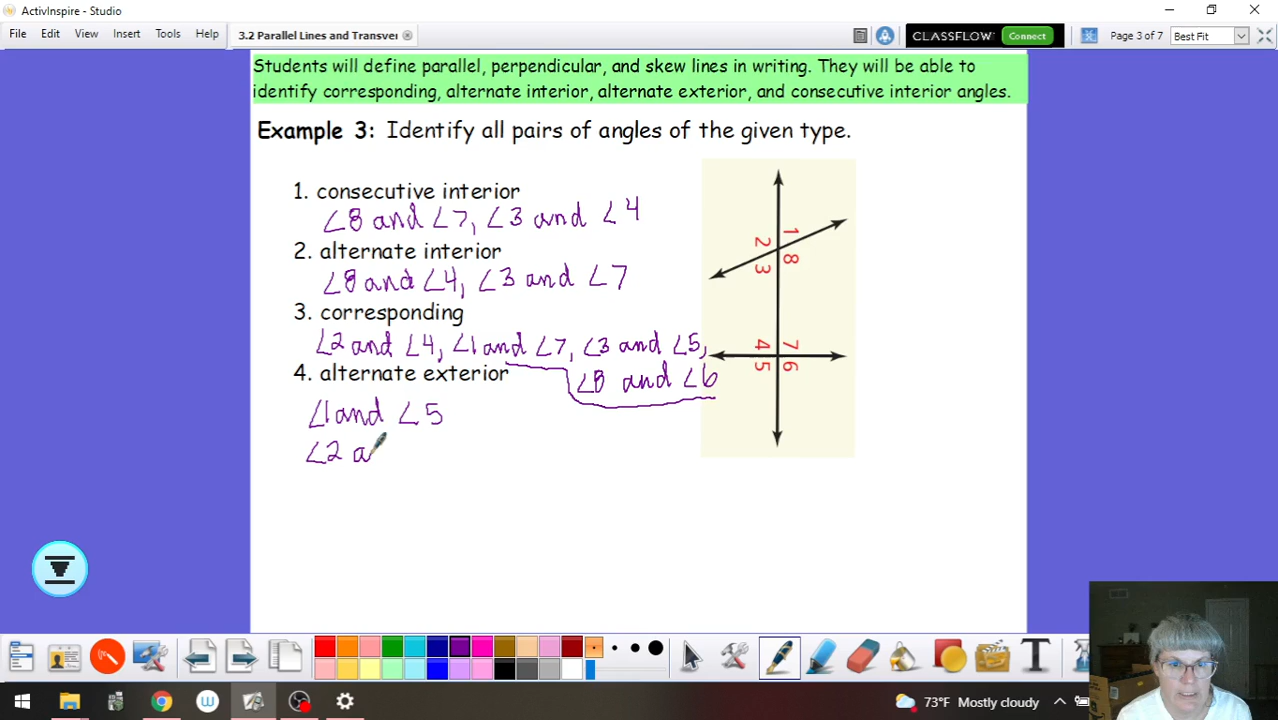 ActivInspire - Studio
File Edit View Insert Tools Help
3.2 Parallel Lines and Transver
CLASSFLOW Connect
Page 3 of 7
Best Fit
Students will define parallel, perpendicular, and skew lines in writing. They will be able to
identify corresponding, alternate interior, alternate exterior, and consecutive interior angles.
Example 3: Identify all pairs of angles of the given type.
1. consecutive interior
∠8 and ∠7, ∠3 and ∠4
2. alternate interior
∠8 and ∠4, ∠3 and ∠7
3. corresponding
∠2 and ∠4, ∠1 and ∠7, ∠3 and ∠5,
∠8 and ∠6
4. alternate exterior
∠1 and ∠5
∠2 a
2 1
3 8
4 7
5 6
T
W
73°F Mostly cloudy